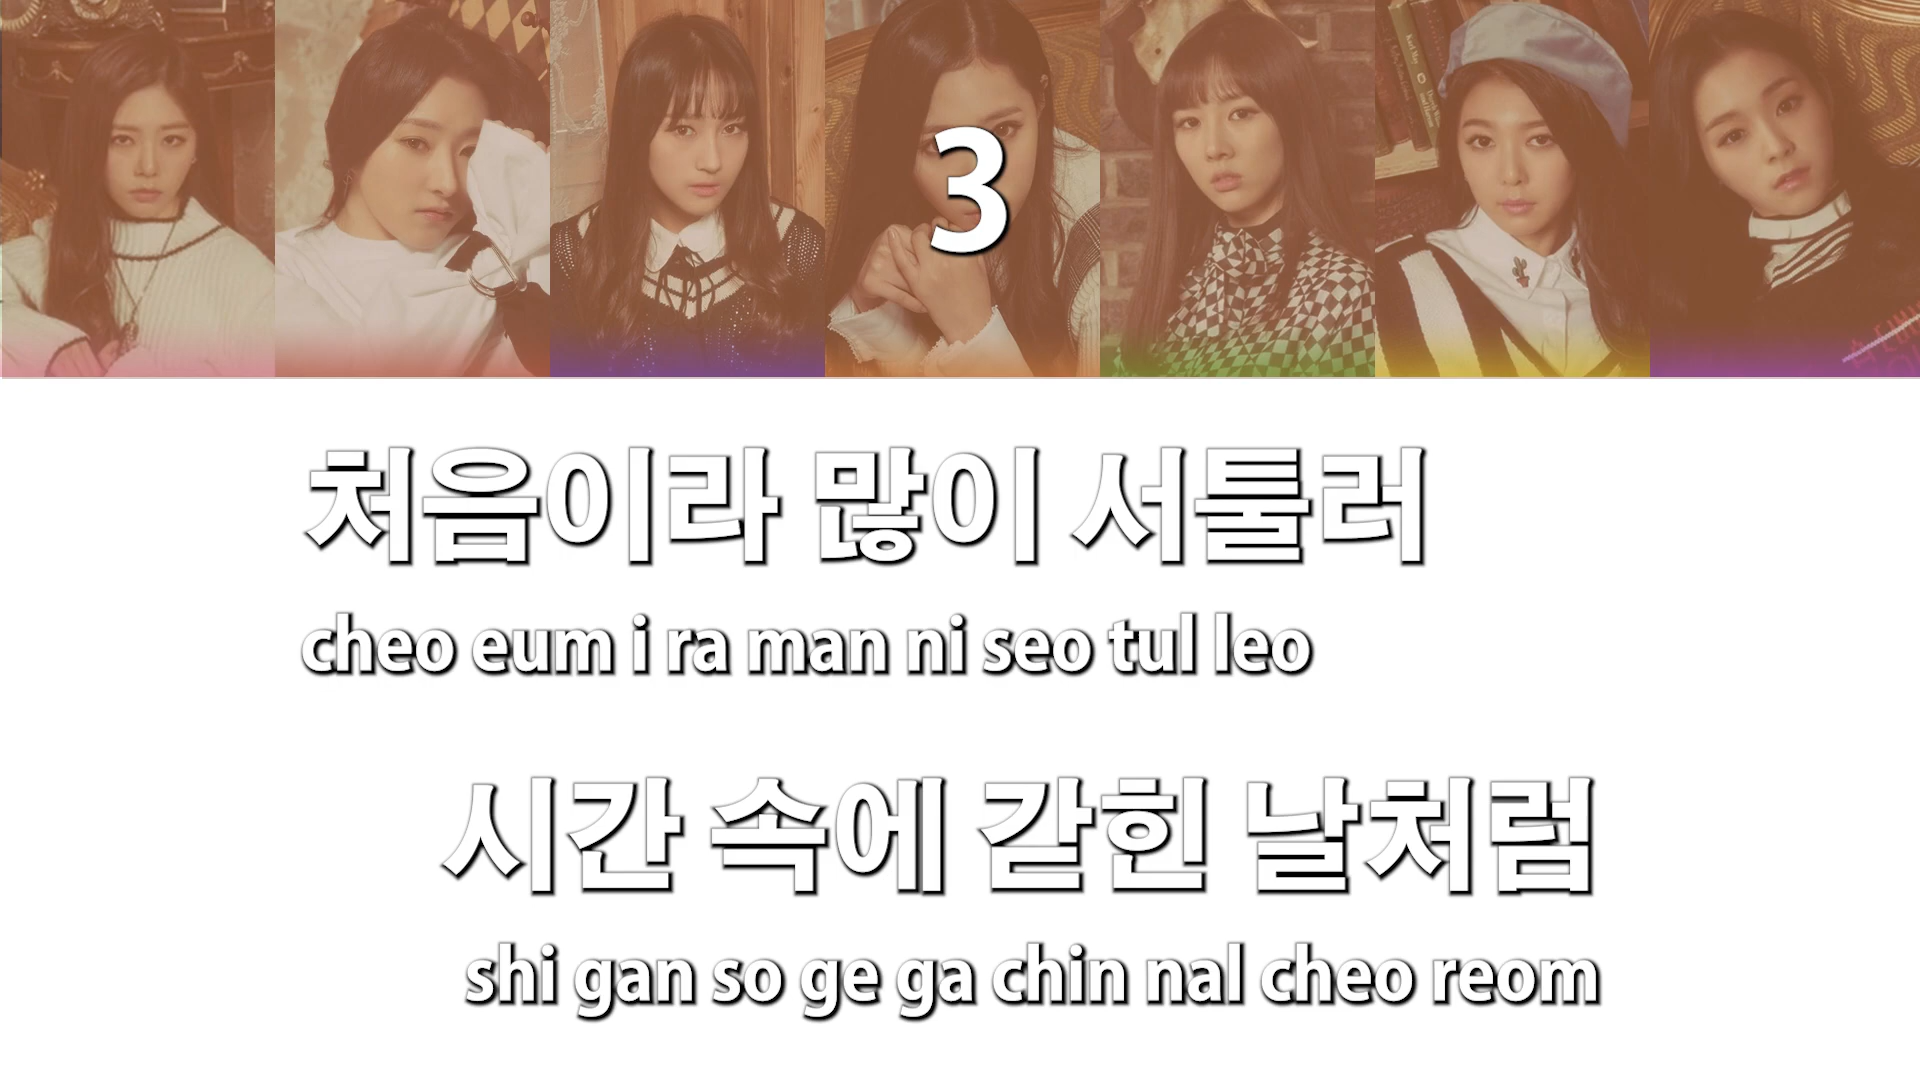 3
처음이라 많이 서툴러
cheo eum i ra man ni seo tul leo
시간 속에 갇힌 날처럼
shi gan so ge ga chin nal cheo reom